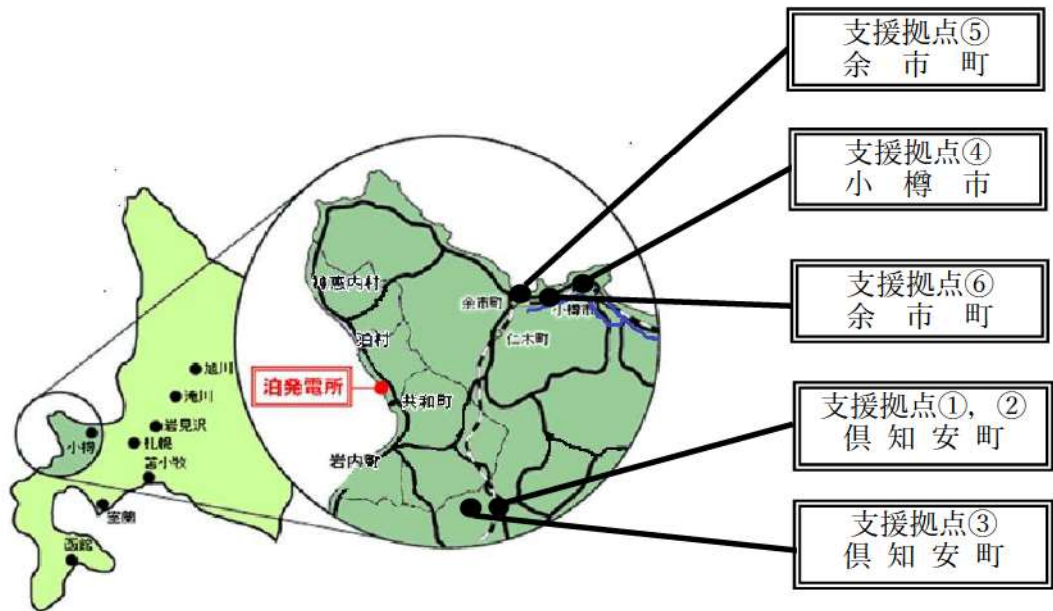 支援拠点⑤
余市町
支援拠点④
小樽市
支援拠点⑥
余市町
支援拠点①，②
倶知安町
支援拠点③
倶知安町
神恵内村
泊村
泊発電所
共和町
岩内町
余市町
小樽市
仁木町
旭川
滝川
岩見沢
札幌
小樽
苫小牧
室蘭
函館